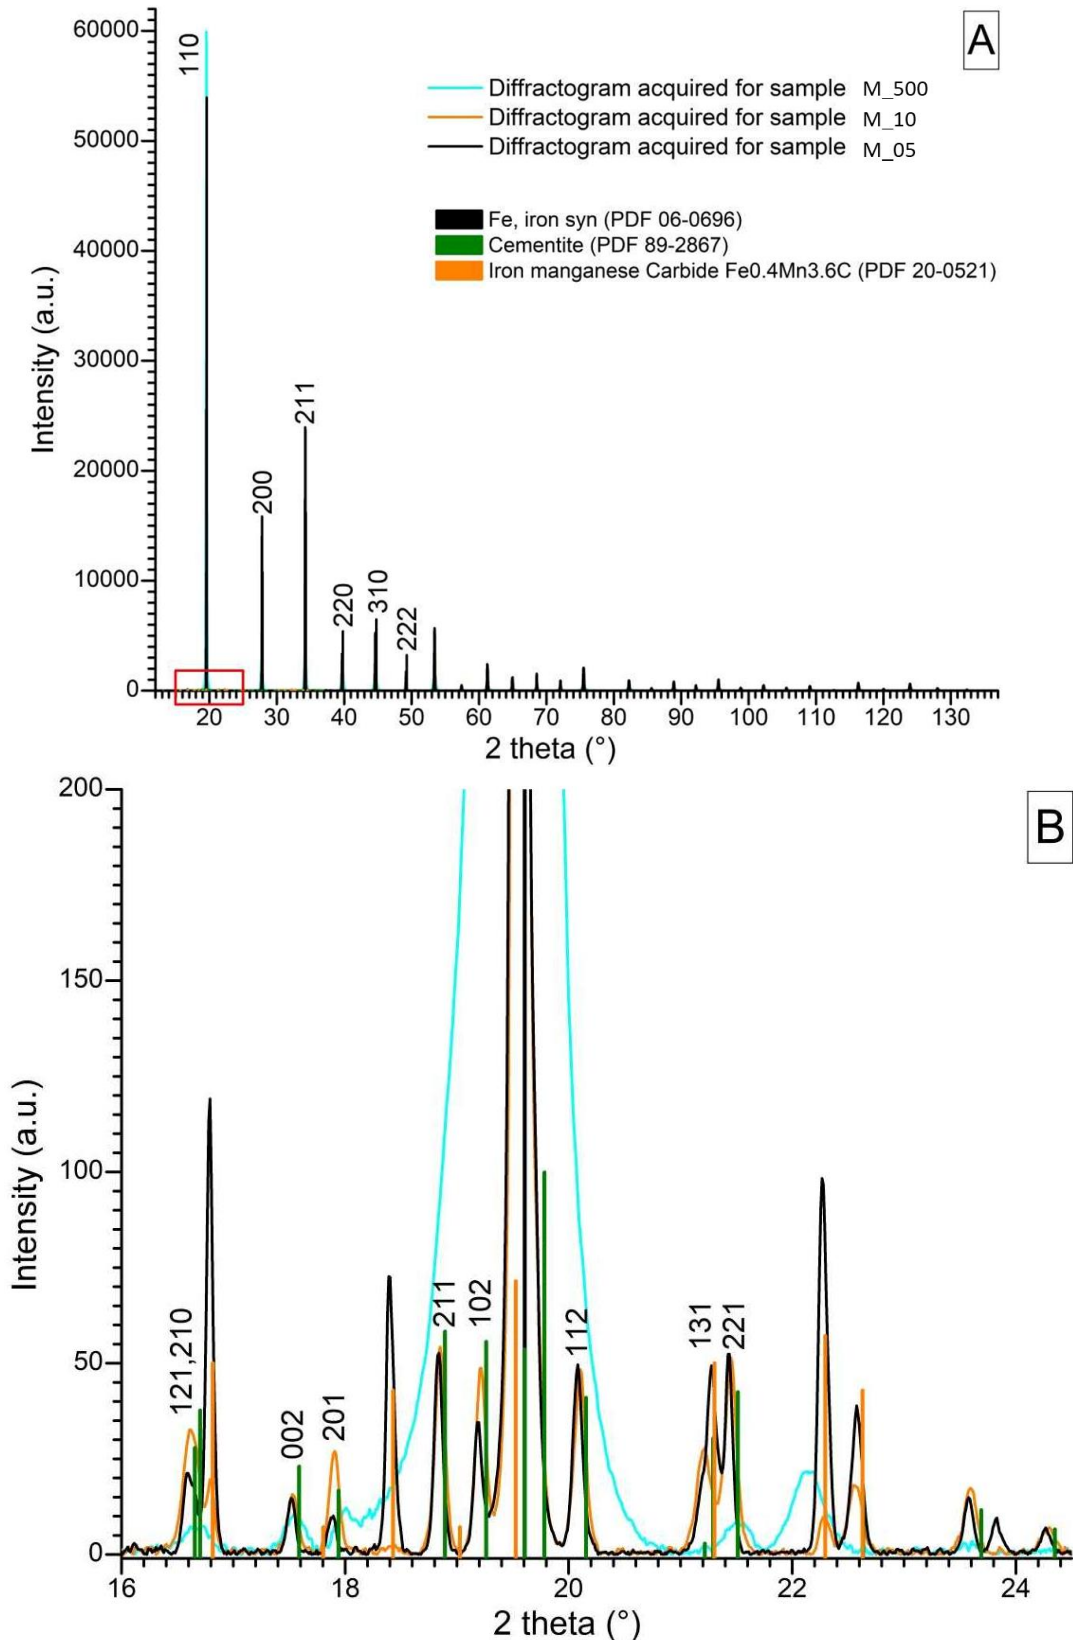 A
60000
50000
40000
30000
20000
10000
0
Intensity (a.u.)
110
200
211
220
310
222
Diffractogram acquired for sample M_500
Diffractogram acquired for sample M_10
Diffractogram acquired for sample M_05
Fe, iron syn (PDF 06-0696)
Cementite (PDF 89-2867)
Iron manganese Carbide Fe0.4Mn3.6C (PDF 20-0521)
20 30 40 50 60 70 80 90 100 110 120 130
2 theta (°)
B
200
150
100
50
0
Intensity (a.u.)
121,210
002
201
211
102
112
131
221
16 18 20 22 24
2 theta (°)